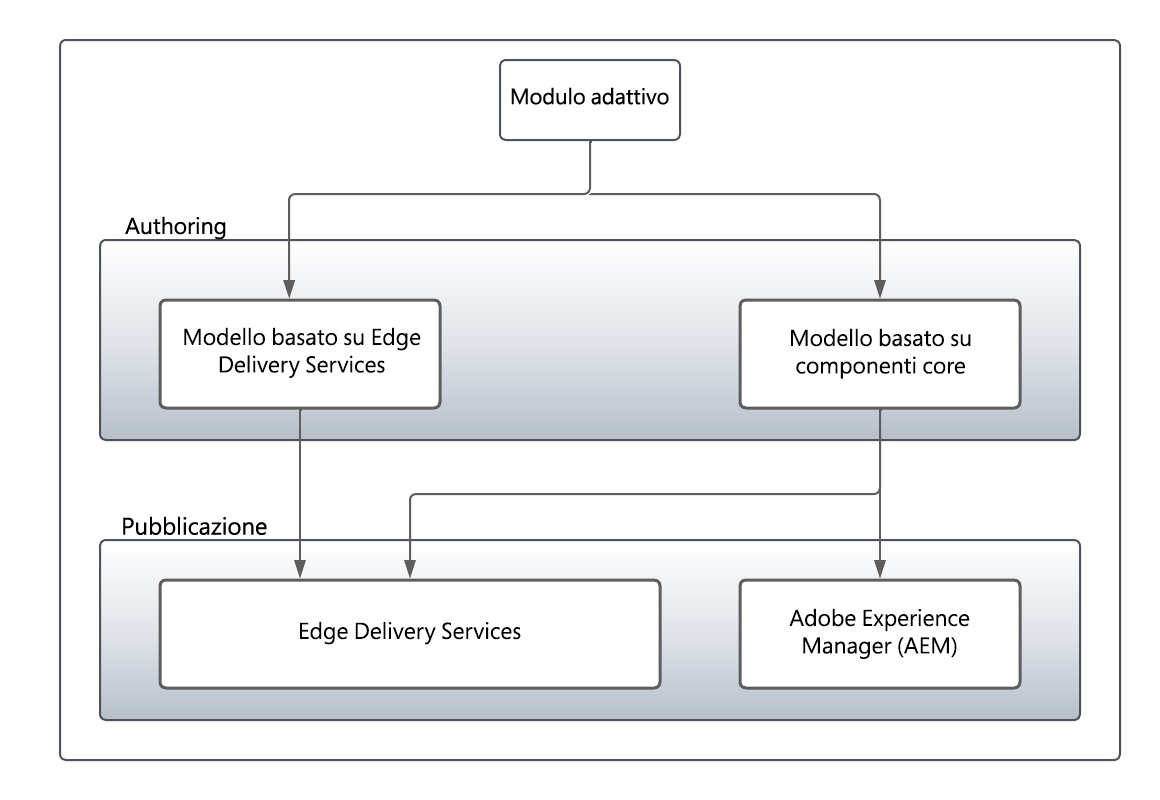 Modulo adattivo
Authoring
Modello basato su Edge
Delivery Services
Modello basato su
componenti core
Pubblicazione
Edge Delivery Services
Adobe Experience
Manager (AEM)